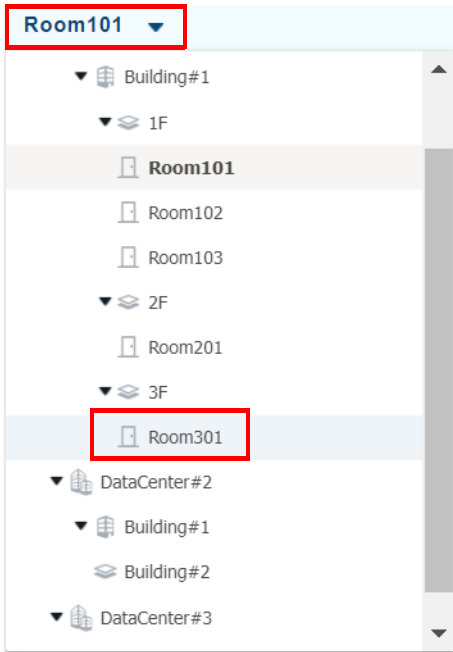 Room101
Building#1
1F
Room101
Room102
Room103
2F
Room201
3F
Room301
DataCenter#2
Building#1
Building#2
DataCenter#3